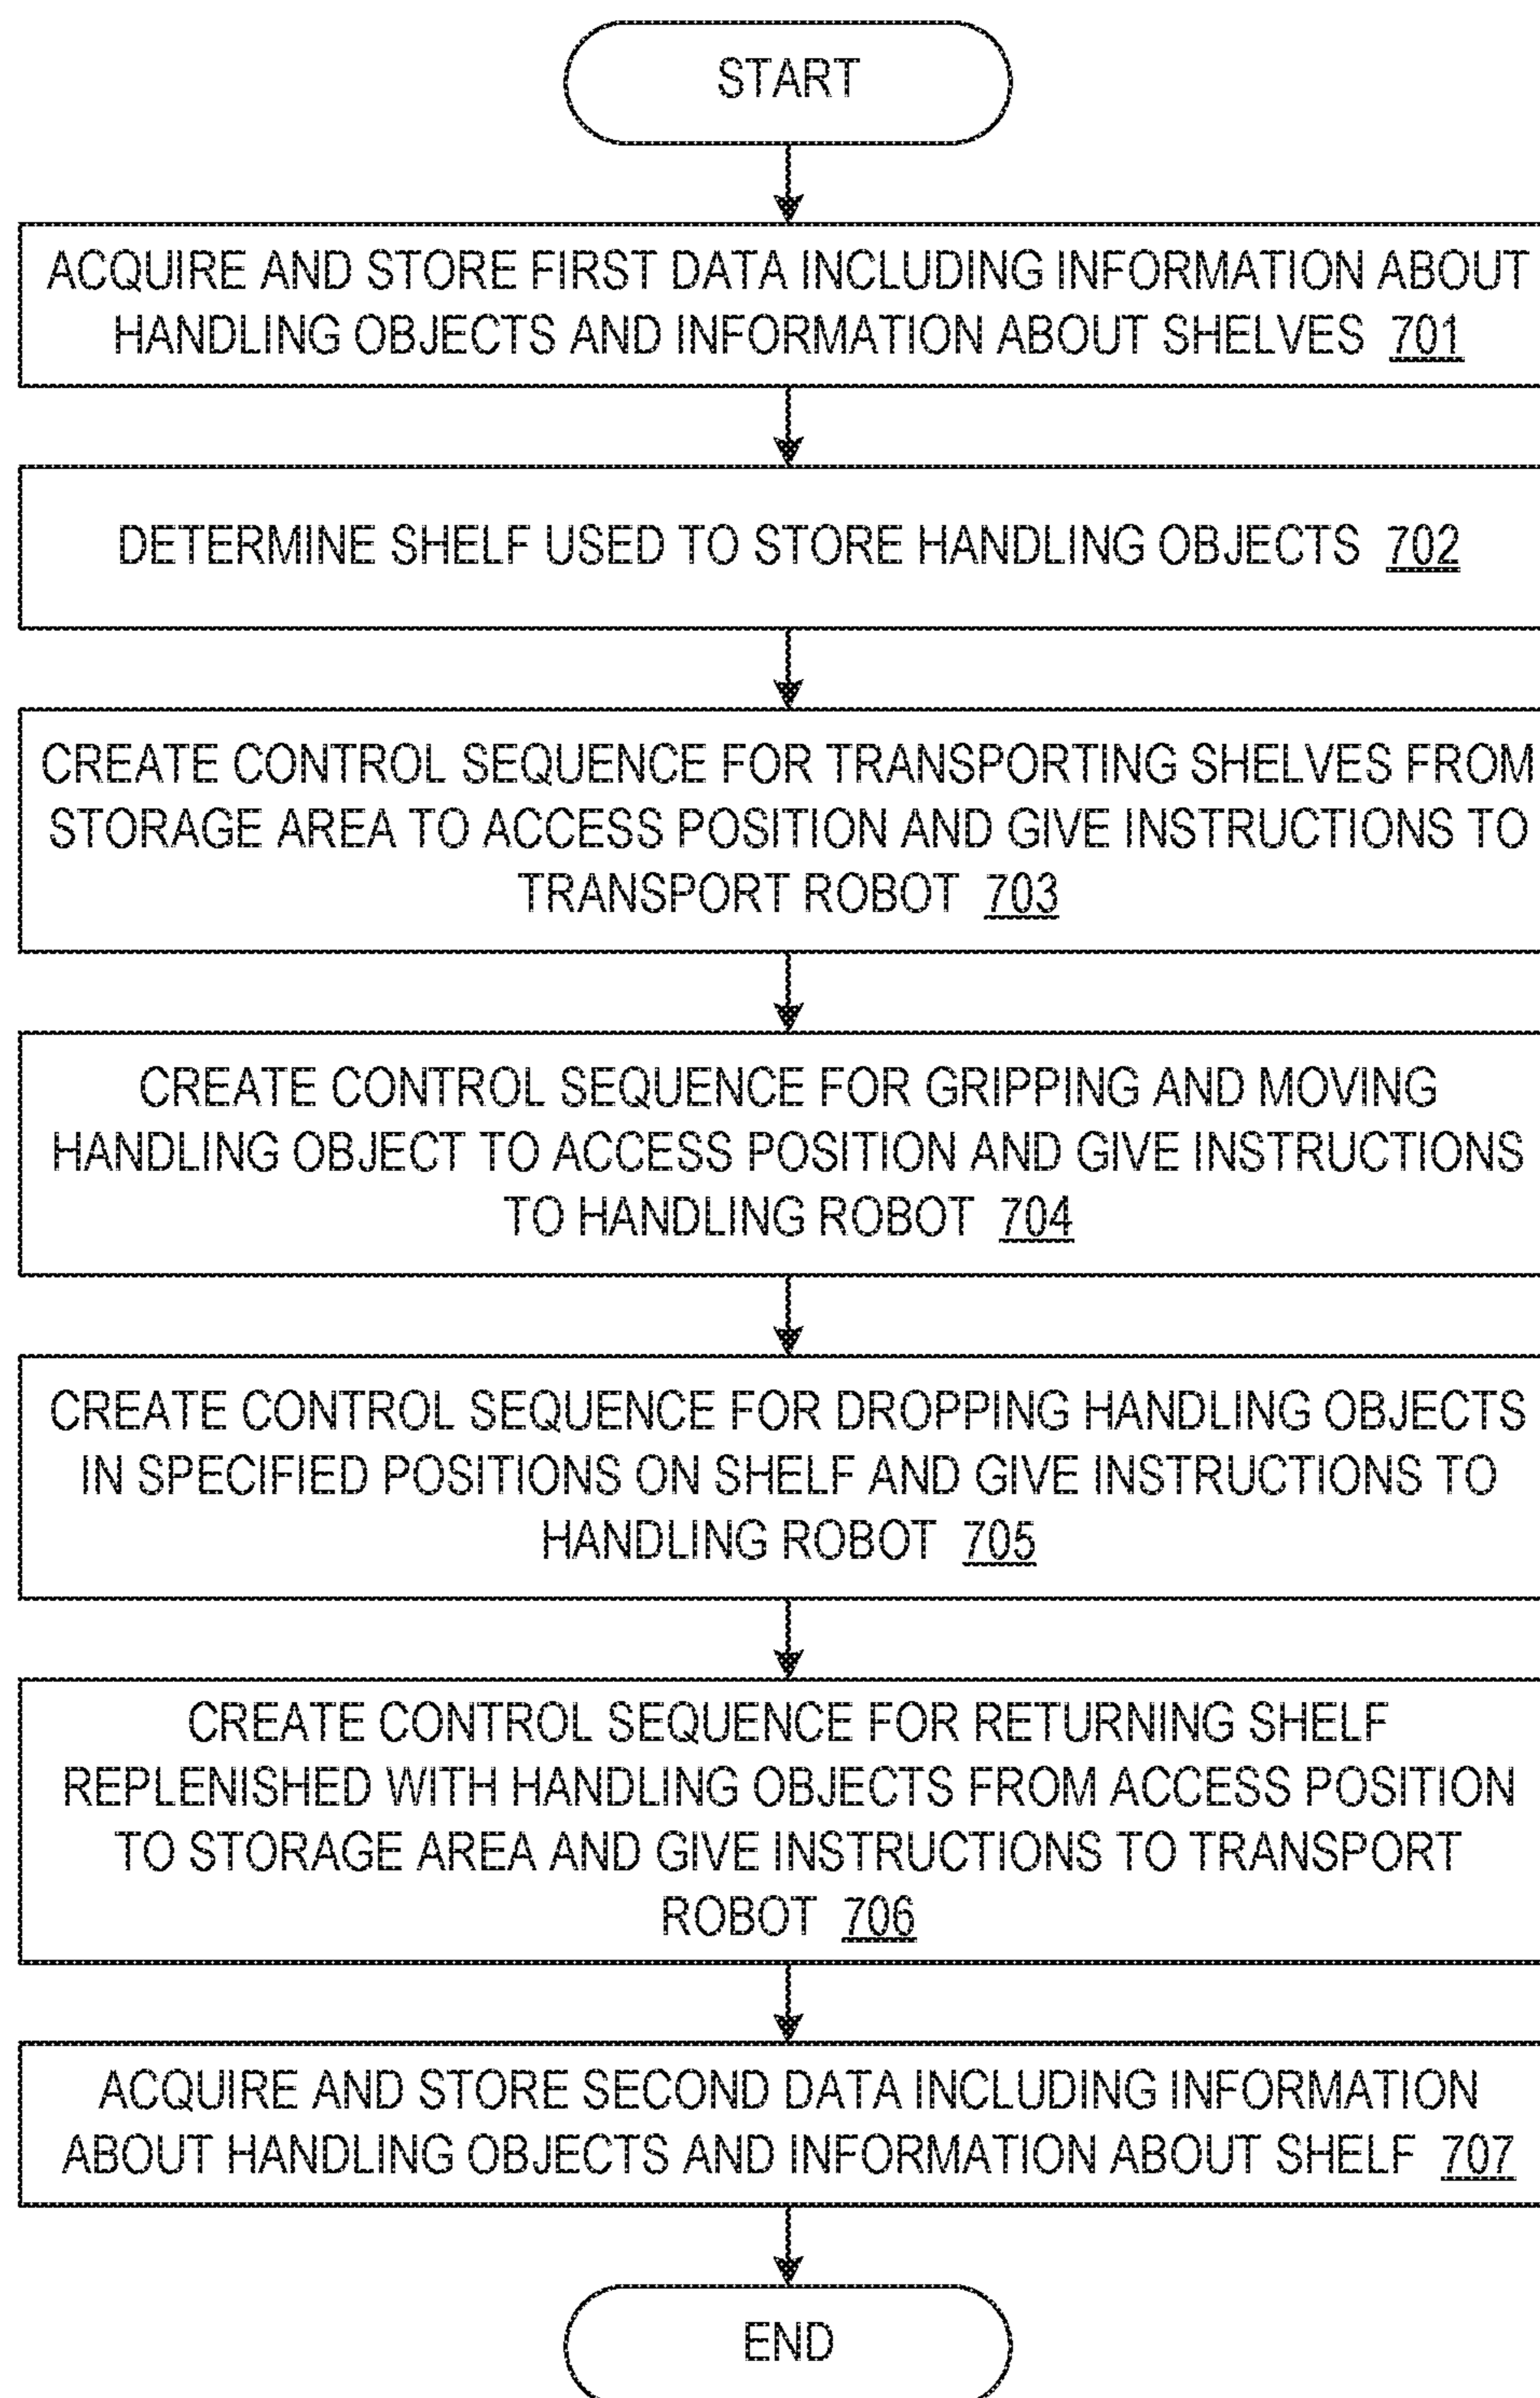 START
ACQUIRE AND STORE FIRST DATA INCLUDING INFORMATION ABOUT
HANDLING OBJECTS AND INFORMATION ABOUT SHELVES 701
DETERMINE SHELF USED TO STORE HANDLING OBJECTS 702
CREATE CONTROL SEQUENCE FOR TRANSPORTING SHELVES FROM
STORAGE AREA TO ACCESS POSITION AND GIVE INSTRUCTIONS TO
TRANSPORT ROBOT 703
CREATE CONTROL SEQUENCE FOR GRIPPING AND MOVING
HANDLING OBJECT TO ACCESS POSITION AND GIVE INSTRUCTIONS
TO HANDLING ROBOT 704
CREATE CONTROL SEQUENCE FOR DROPPING HANDLING OBJECTS
IN SPECIFIED POSITIONS ON SHELF AND GIVE INSTRUCTIONS TO
HANDLING ROBOT 705
CREATE CONTROL SEQUENCE FOR RETURNING SHELF
REPLENISHED WITH HANDLING OBJECTS FROM ACCESS POSITION
TO STORAGE AREA AND GIVE INSTRUCTIONS TO TRANSPORT
ROBOT 706
ACQUIRE AND STORE SECOND DATA INCLUDING INFORMATION
ABOUT HANDLING OBJECTS AND INFORMATION ABOUT SHELF 707
END